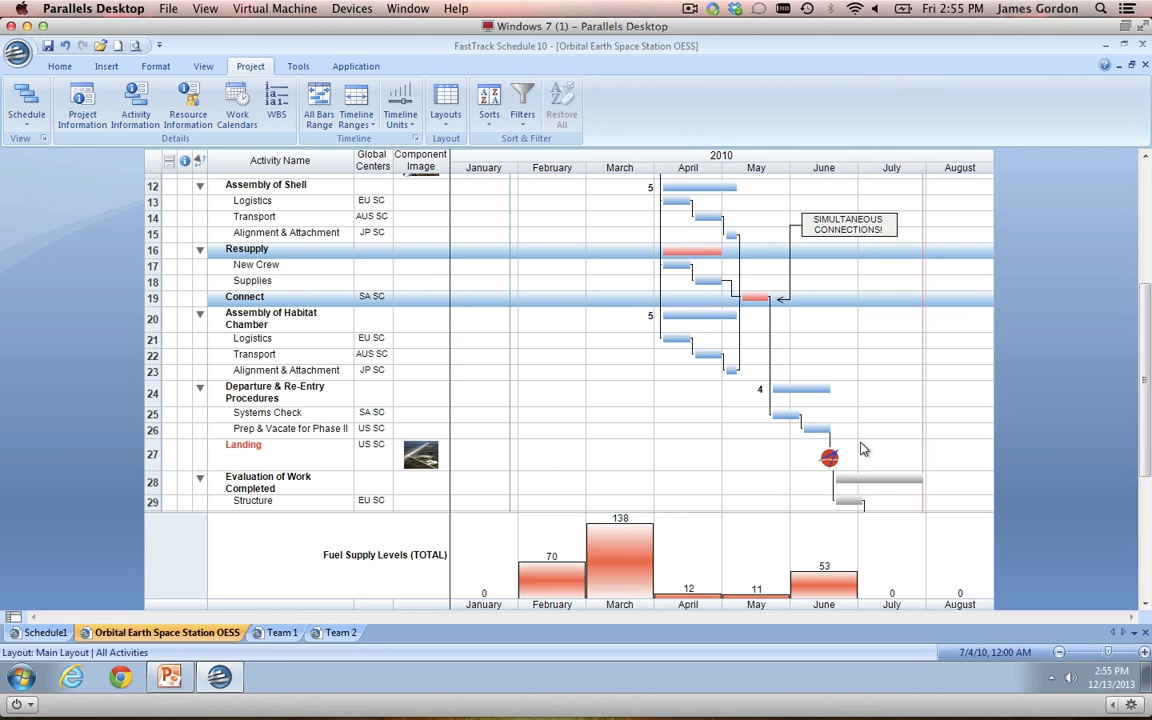 Parallels Desktop File View Virtual Machine Devices Window Help Fri 2:55 PM James Gordon
Windows 7 (1) - Parallels Desktop
FastTrack Schedule 10 - [Orbital Earth Space Station OESS]
Home Insert Format View Project Tools Application
Schedule Project Information Activity Information Resource Information Work Calendars WBS All Bars Range Timeline Ranges Timeline Units Layouts Sorts Filters Restore All
View Details Timeline Layout Sort & Filter
Activity Name Global Centers Component Image 2010
January February March April May June July August
12 Assembly of Shell 5
13 Logistics EU SC
14 Transport AUS SC
SIMULTANEOUS
CONNECTIONS!
15 Alignment & Attachment JP SC
16 Resupply
17 New Crew
18 Supplies
19 Connect SA SC
20 Assembly of Habitat Chamber 5
21 Logistics EU SC
22 Transport AUS SC
23 Alignment & Attachment JP SC
24 Departure & Re-Entry Procedures 4
25 Systems Check SA SC
26 Prep & Vacate for Phase II US SC
27 Landing US SC
28 Evaluation of Work Completed
29 Structure EU SC
Fuel Supply Levels (TOTAL)
0 70 138 12 11 53 0 0
January February March April May June July August
Schedule1 Orbital Earth Space Station OESS Team 1 Team 2
Layout: Main Layout | All Activities 7/4/10, 12:00 AM
2:55 PM
12/13/2013